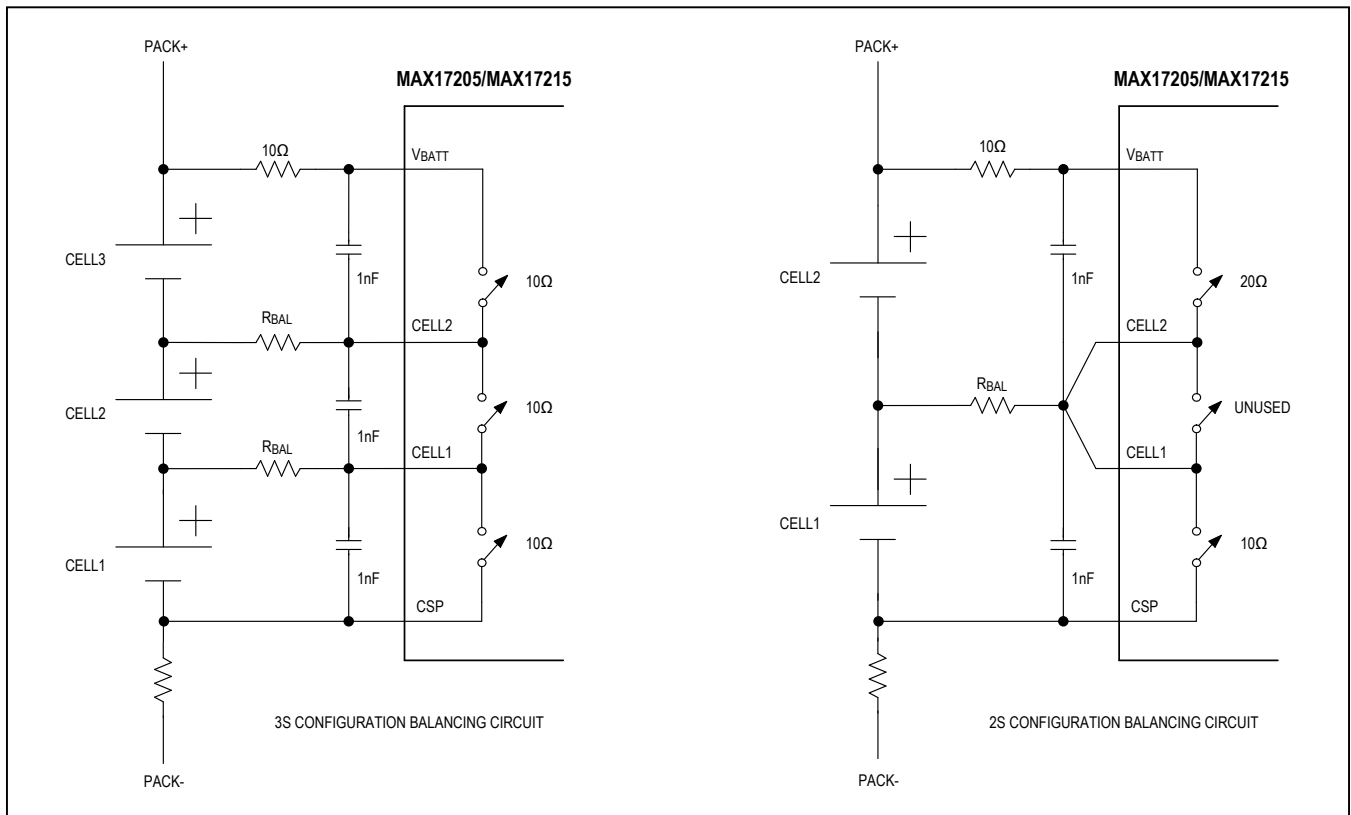 PACK+
MAX17205/MAX17215
10Ω
VBATT
CELL3
1nF
10Ω
RBAL
CELL2
CELL2
1nF
10Ω
RBAL
CELL1
CELL1
1nF
10Ω
CSP
3S CONFIGURATION BALANCING CIRCUIT
PACK-
PACK+
MAX17205/MAX17215
10Ω
VBATT
CELL2
1nF
20Ω
CELL2
RBAL
UNUSED
CELL1
CELL1
1nF
10Ω
CSP
2S CONFIGURATION BALANCING CIRCUIT
PACK-